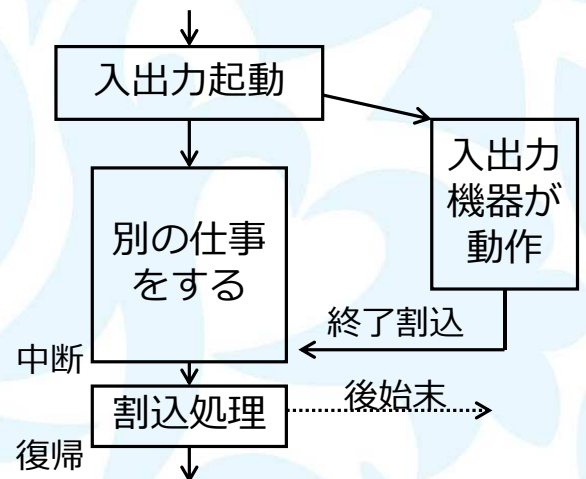 入出力起動
入出力
機器が
動作
別の仕事
をする
終了割込
中断
割込処理
後始末
復帰